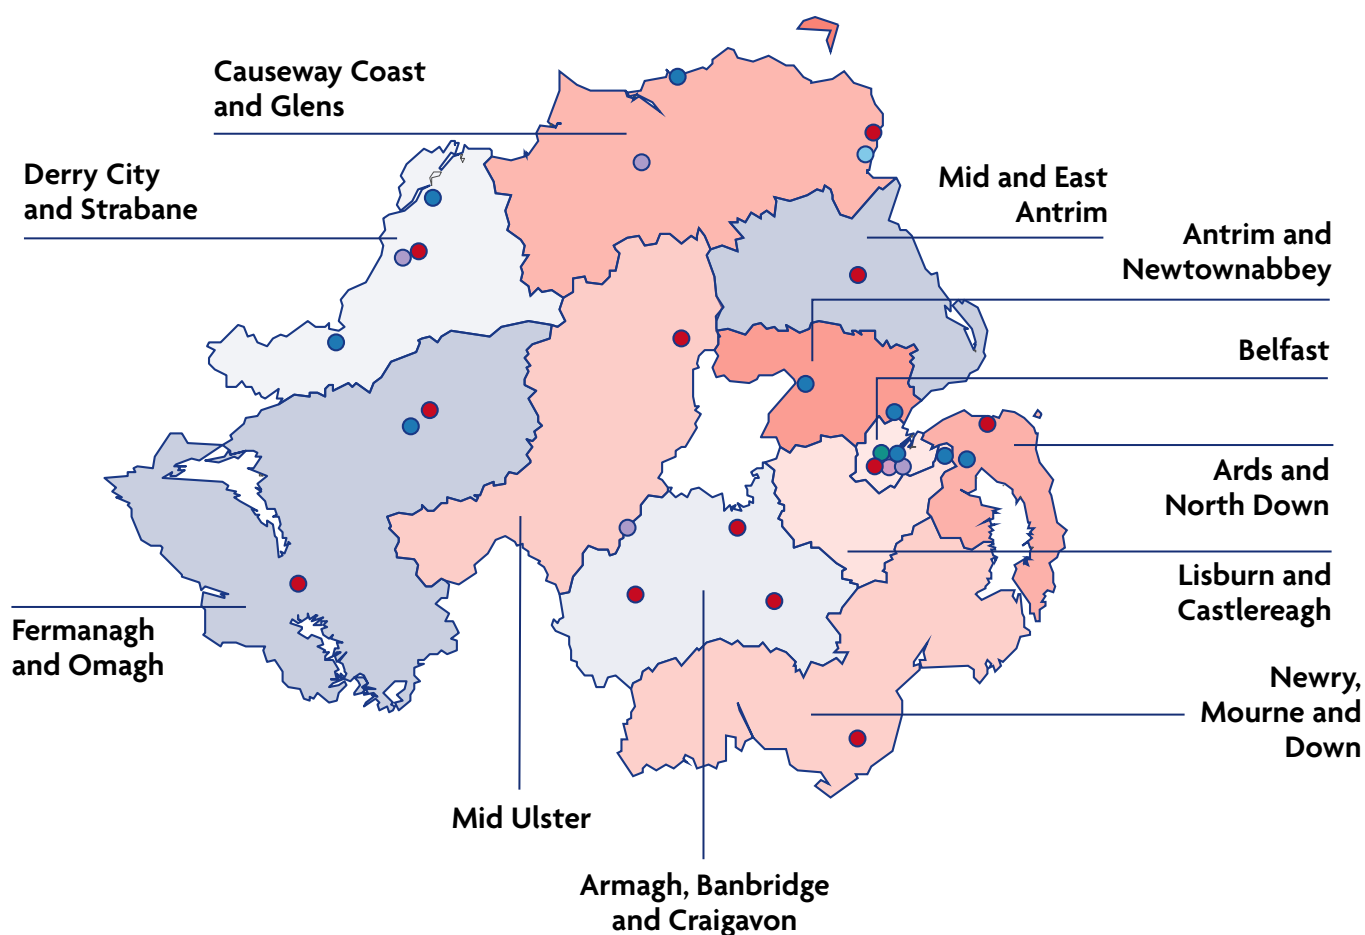 Causeway Coast
and Glens
Derry City
and Strabane
Mid and East
Antrim
Antrim and
Newtownabbey
Belfast
Ards and
North Down
Lisburn and
Castlereagh
Fermanagh
and Omagh
Newry,
Mourne and
Down
Mid Ulster
Armagh, Banbridge
and Craigavon